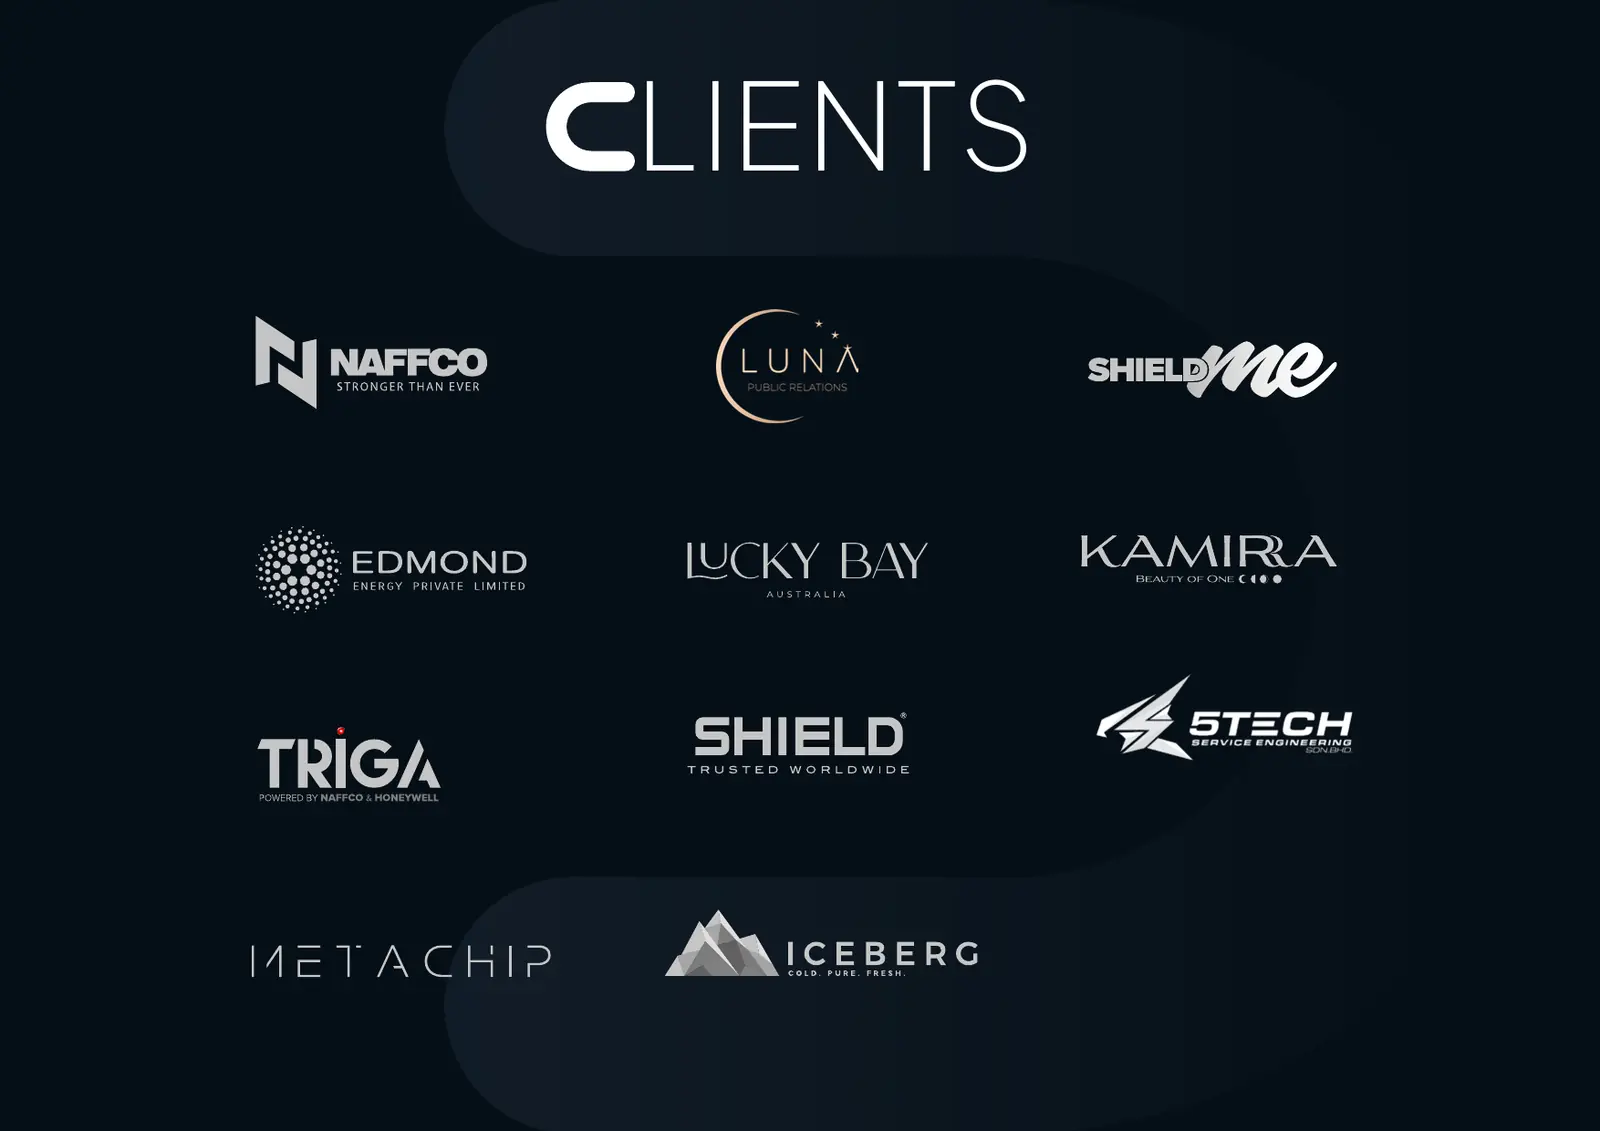 CLIENTS
NAFFCO
STRONGER THAN EVER
LUNA
PUBLIC RELATIONS
SHIELD me
EDMOND
ENERGY PRIVATE LIMITED
LUCKY BAY
AUSTRALIA
KAMIRRA
BEAUTY OF ONE
TRIGA
POWERED BY NAFFCO & HONEYWELL
SHIELD®
TRUSTED WORLDWIDE
5TECH
SERVICE ENGINEERING
SDN.BHD.
METACHIP
ICEBERG
COLD. PURE. FRESH.